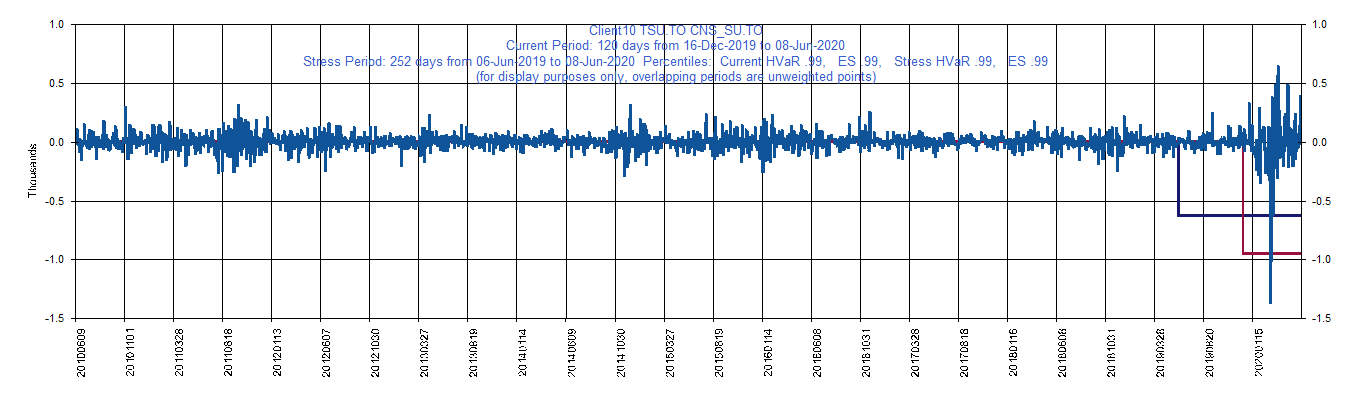 Client10 TSU.TO CNS_SU.TO
Current Period: 120 days from 16-Dec-2019 to 08-Jun-2020
Stress Period: 252 days from 06-Jun-2019 to 08-Jun-2020 Percentiles: Current HVaR .99, ES .99, Stress HVaR .99, ES .99
(for display purposes only, overlapping periods are unweighted points)
1.0 1.0
0.5 0.5
0.0 0.0
-0.5 -0.5
-1.0 -1.0
-1.5 -1.5
Thousands
20100609 20101101 20110328 20110818 20120113 20120607 20121030 20130327 20130819 20140114 20140609 20141030 20150327 20150819 20160114 20160608 20161031 20170328 20170818 20180116 20180608 20181031 20190328 20190820 20200115